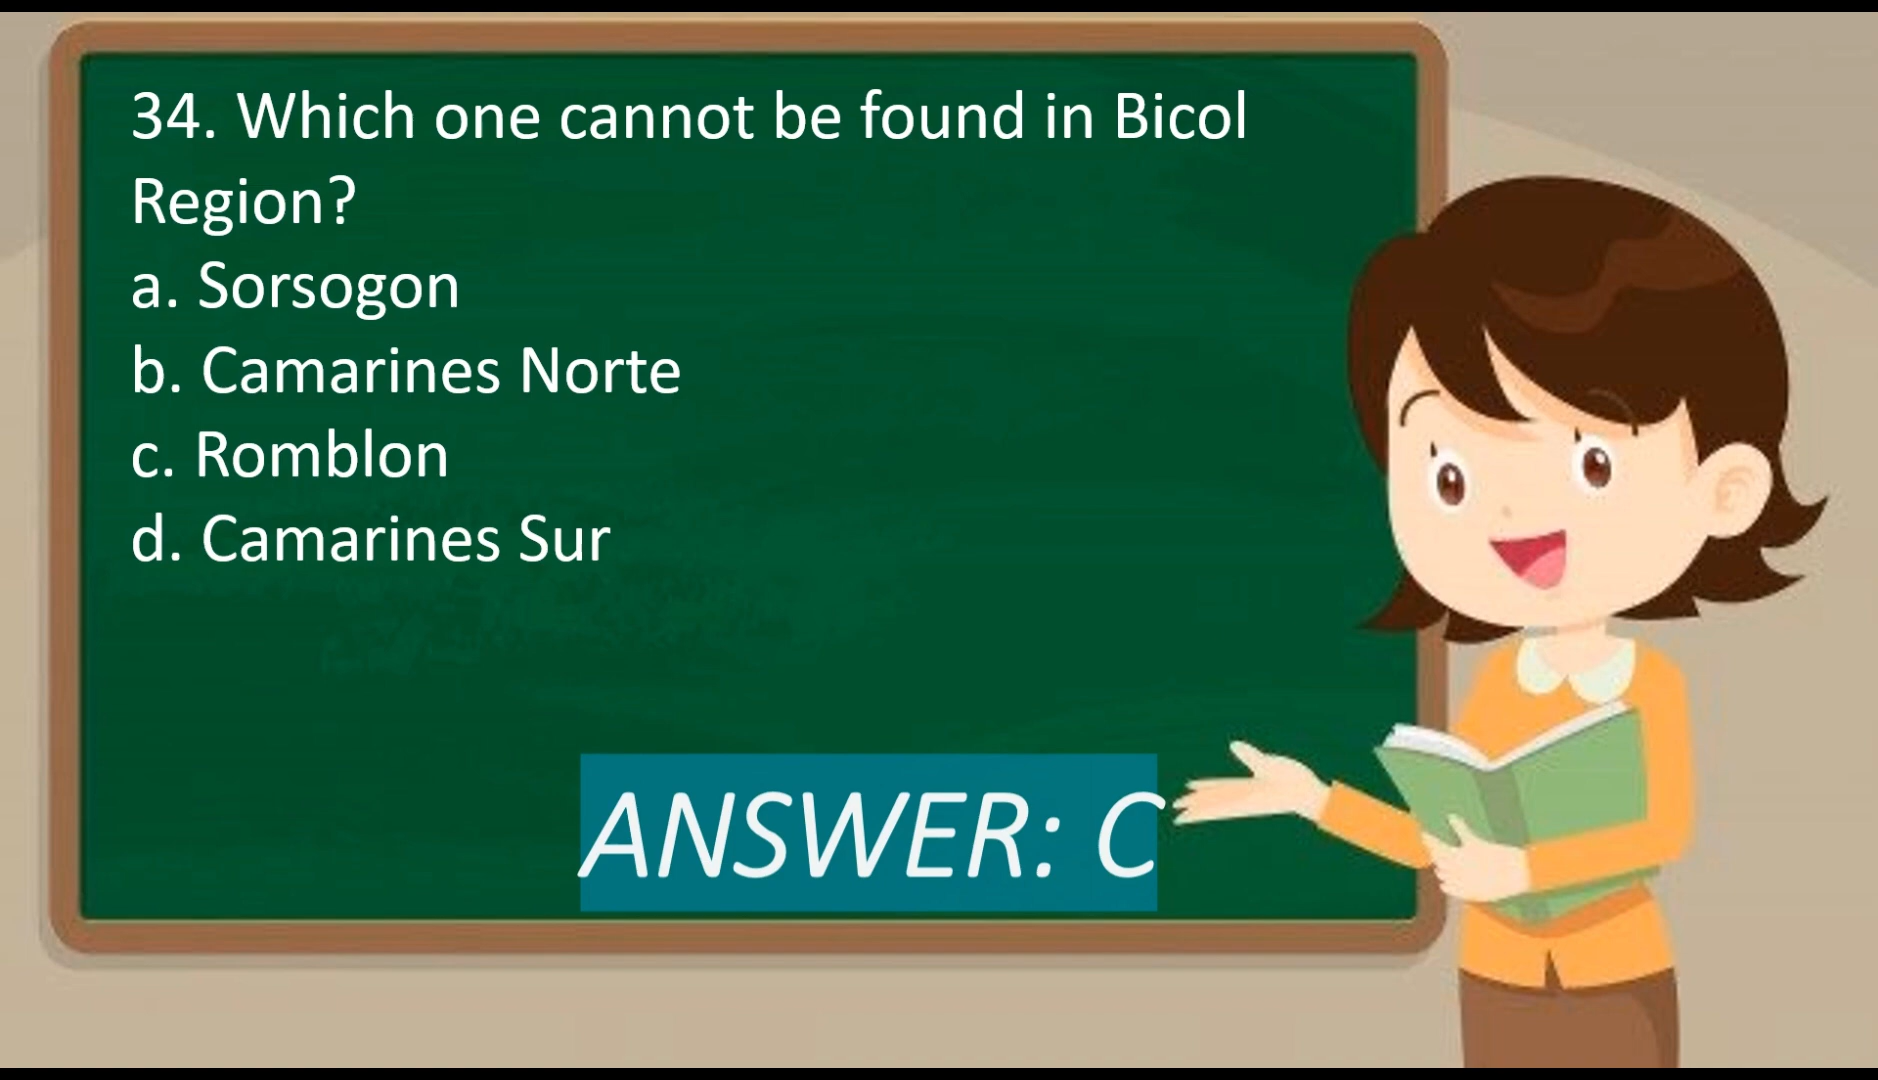 34. Which one cannot be found in Bicol
Region?
a. Sorsogon
b. Camarines Norte
c. Romblon
d. Camarines Sur
ANSWER: C